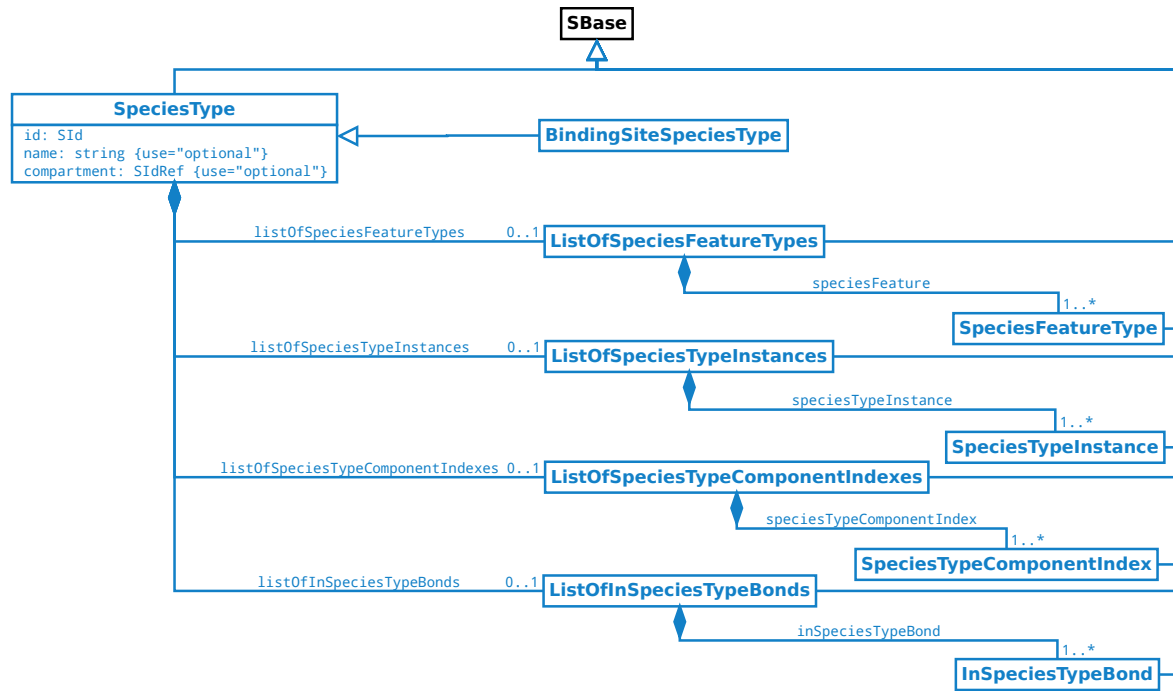 SBase
SpeciesType
id: SId
name: string {use="optional"}
compartment: SIdRef {use="optional"}
BindingSiteSpeciesType
listOfSpeciesFeatureTypes 0..1
ListOfSpeciesFeatureTypes
speciesFeature
1..*
SpeciesFeatureType
listOfSpeciesTypeInstances 0..1
ListOfSpeciesTypeInstances
speciesTypeInstance
1..*
SpeciesTypeInstance
listOfSpeciesTypeComponentIndexes 0..1
ListOfSpeciesTypeComponentIndexes
speciesTypeComponentIndex
1..*
SpeciesTypeComponentIndex
listOfInSpeciesTypeBonds 0..1
ListOfInSpeciesTypeBonds
inSpeciesTypeBond
1..*
InSpeciesTypeBond